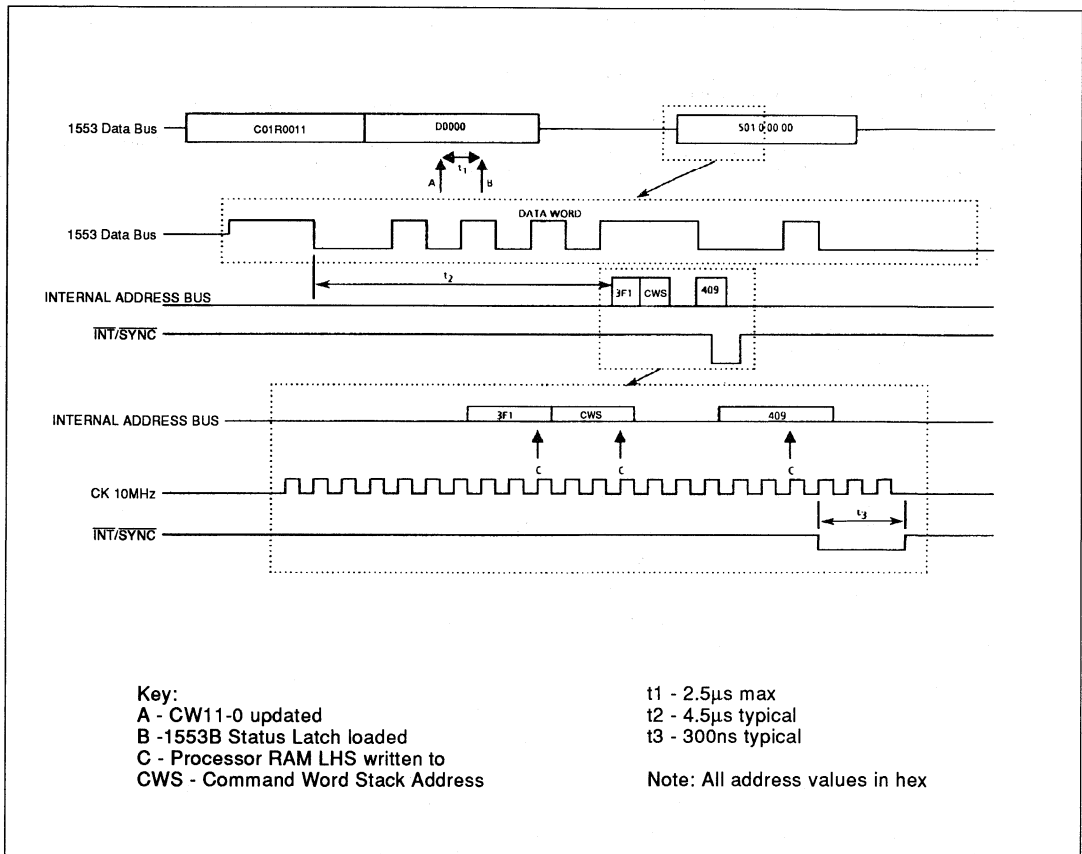 1553 Data Bus
C01R0011
D0000
S01 0 00 00
t1
A
B
DATA WORD
1553 Data Bus
t2
INTERNAL ADDRESS BUS
3F1
CWS
409
INT/SYNC
INTERNAL ADDRESS BUS
3F1
CWS
409
C
C
C
CK 10MHz
t3
INT/SYNC
Key:
A - CW11-0 updated
B -1553B Status Latch loaded
C - Processor RAM LHS written to
CWS - Command Word Stack Address
t1 - 2.5µs max
t2 - 4.5µs typical
t3 - 300ns typical
Note: All address values in hex